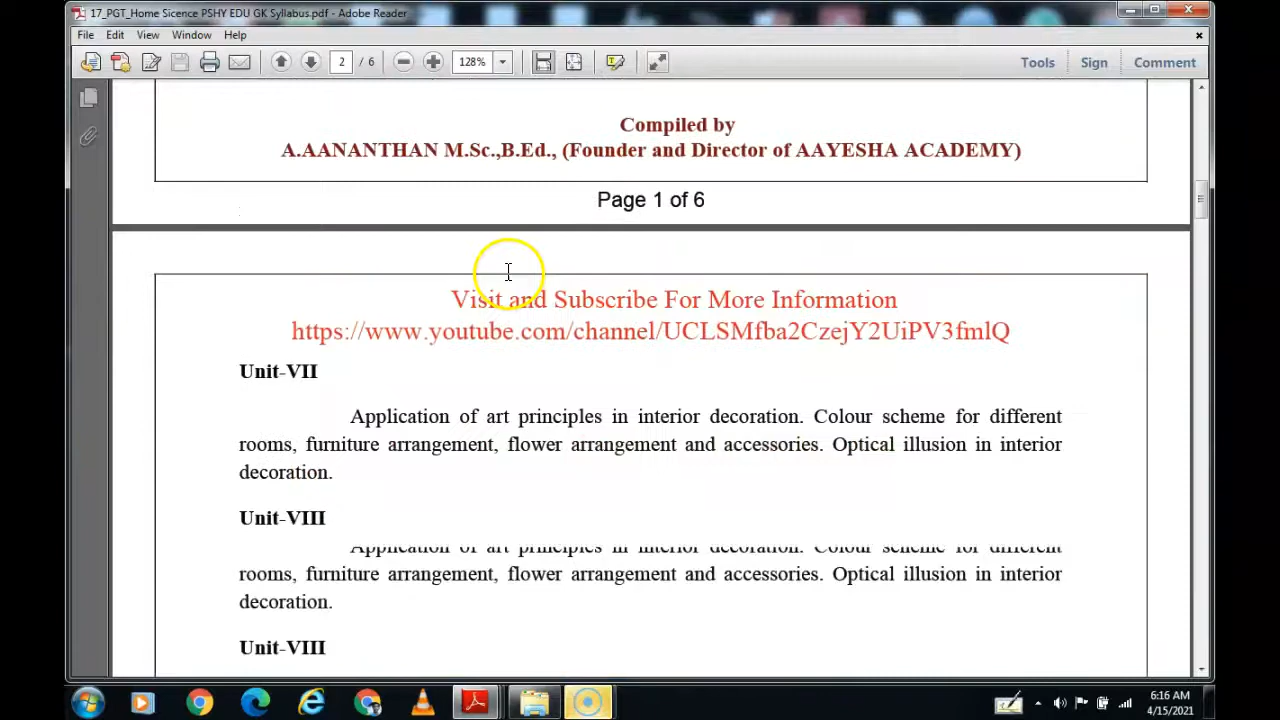 17_PGT_Home Sicence PSHY EDU GK Syllabus.pdf - Adobe Reader
File Edit View Window Help
2 / 6 128% Tools Sign Comment
Compiled by
A.AANANTHAN M.Sc.,B.Ed., (Founder and Director of AAYESHA ACADEMY)
Page 1 of 6
Visit and Subscribe For More Information
https://www.youtube.com/channel/UCLSMfba2CzejY2UiPV3fmlQ
Unit-VII
Application of art principles in interior decoration. Colour scheme for different
rooms, furniture arrangement, flower arrangement and accessories. Optical illusion in interior
decoration.
Unit-VIII
Application of art principles in interior decoration. Colour scheme for different
rooms, furniture arrangement, flower arrangement and accessories. Optical illusion in interior
decoration.
Unit-VIII
6:16 AM
4/15/2021